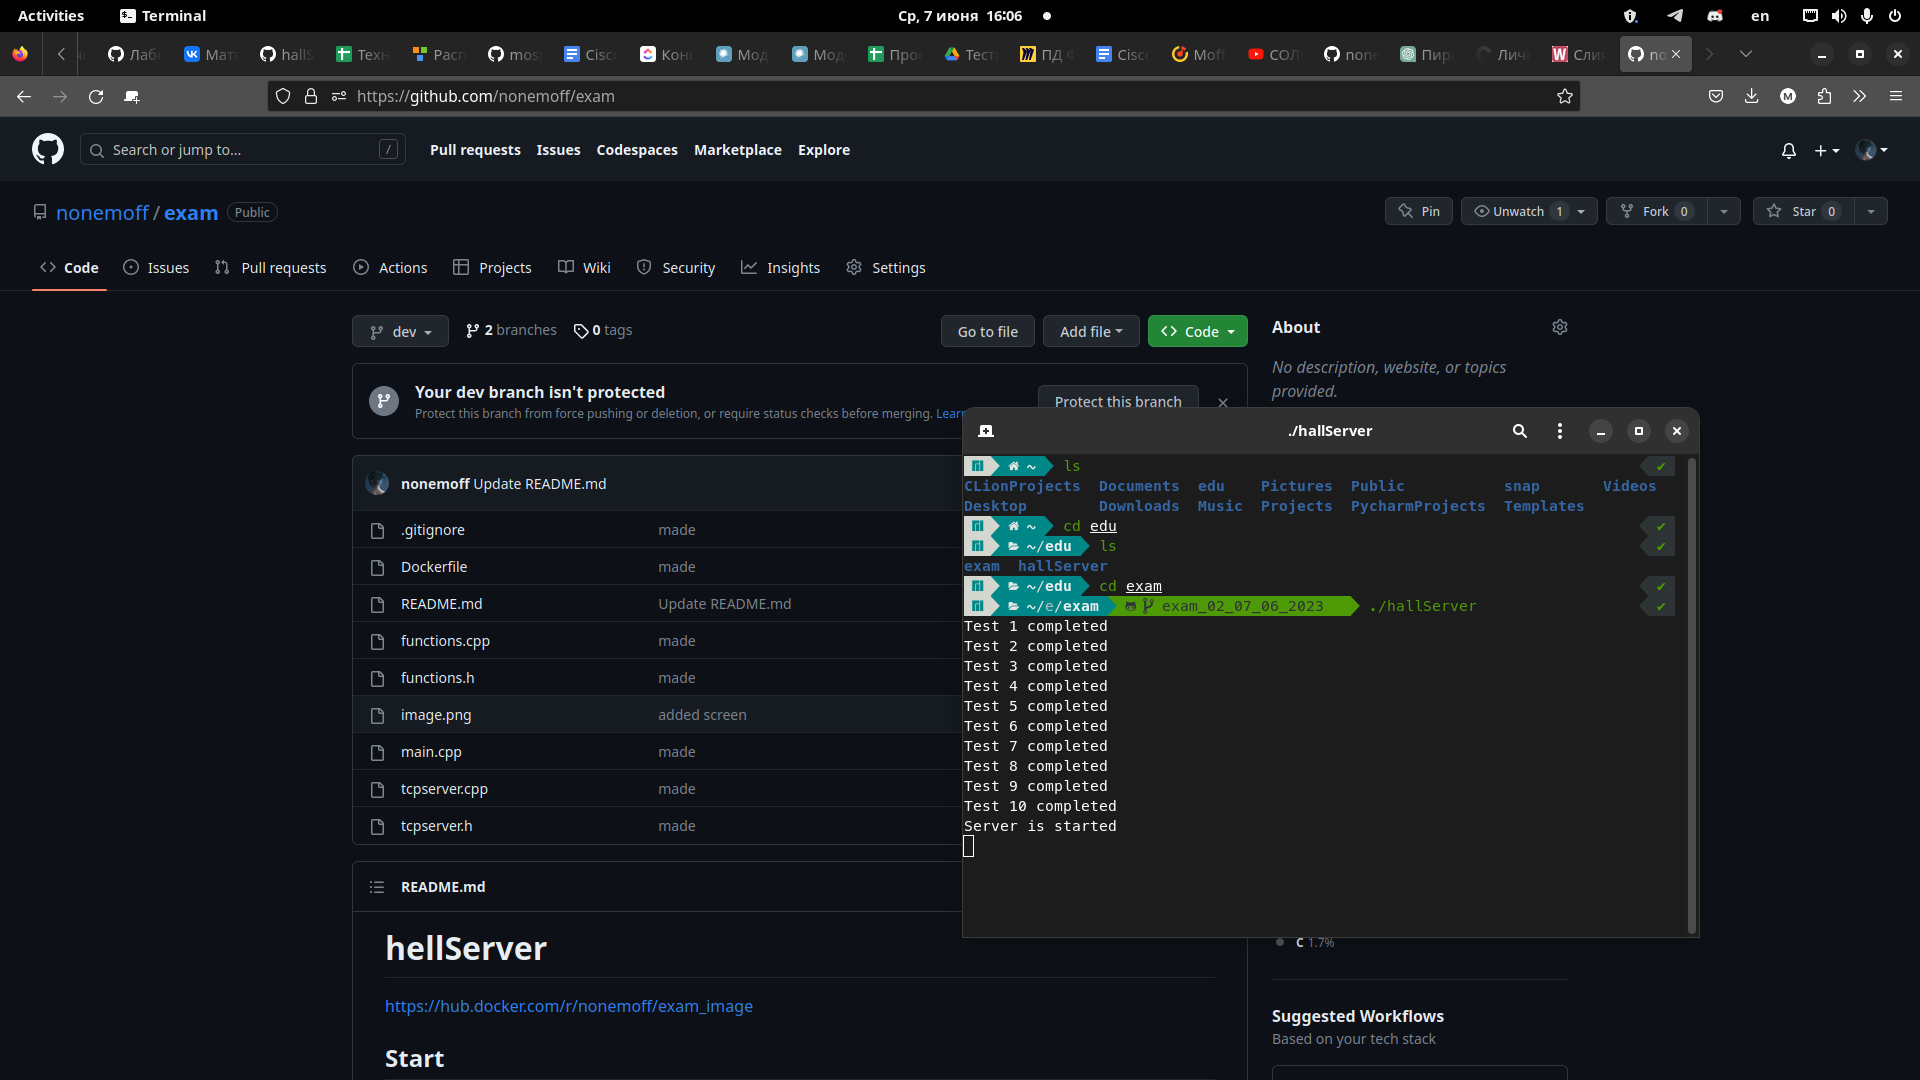 Activities
Terminal
Ср, 7 июня 16:06
en
Лаб
Мат
hallS
Техн
Расп
mosp
Cisc
Кон
Мод
Мод
Про
Тест
ПД Ф
Cisc
Moff
СОЛ
none
Пира
Личн
Сли
no
https://github.com/nonemoff/exam
Search or jump to...
/
Pull requests
Issues
Codespaces
Marketplace
Explore
nonemoff / exam
Public
Pin
Unwatch 1
Fork 0
Star 0
Code
Issues
Pull requests
Actions
Projects
Wiki
Security
Insights
Settings
dev
2 branches
0 tags
Go to file
Add file
Code
About
No description, website, or topics
provided.
Your dev branch isn't protected
Protect this branch from force pushing or deletion, or require status checks before merging. Lear
Protect this branch
nonemoff Update README.md
.gitignore made
Dockerfile made
README.md Update README.md
functions.cpp made
functions.h made
image.png added screen
main.cpp made
tcpserver.cpp made
tcpserver.h made
README.md
hellServer
https://hub.docker.com/r/nonemoff/exam_image
Start
./hallServer
~ ls
CLionProjects Documents edu Pictures Public snap Videos
Desktop Downloads Music Projects PycharmProjects Templates
~ cd edu
~/edu ls
exam hallServer
~/edu cd exam
~/e/exam exam_02_07_06_2023 ./hallServer
Test 1 completed
Test 2 completed
Test 3 completed
Test 4 completed
Test 5 completed
Test 6 completed
Test 7 completed
Test 8 completed
Test 9 completed
Test 10 completed
Server is started
C 1.7%
Suggested Workflows
Based on your tech stack